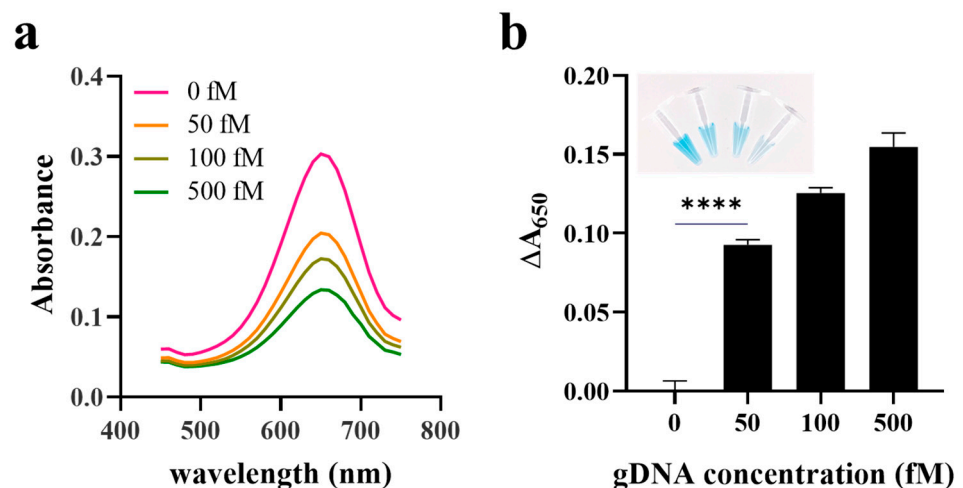 a
Absorbance
0.4
0.3
0.2
0.1
0.0
0 fM
50 fM
100 fM
500 fM
400 500 600 700 800
wavelength (nm)
b
ΔA650
0.20
0.15
0.10
0.05
0.00
****
0 50 100 500
gDNA concentration (fM)